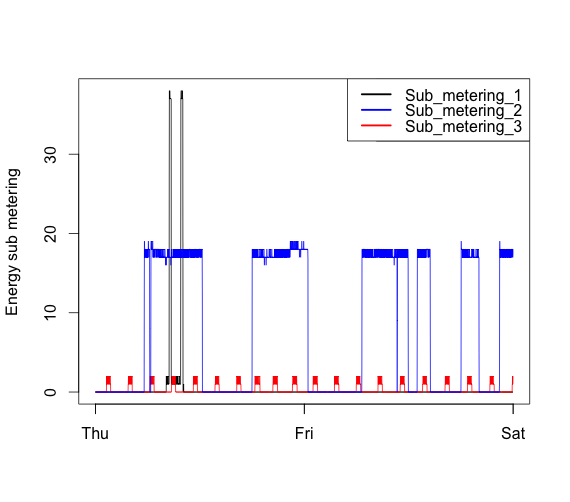 Sub_metering_1
Sub_metering_2
Sub_metering_3
Energy sub metering
30
20
10
0
Thu
Fri
Sat